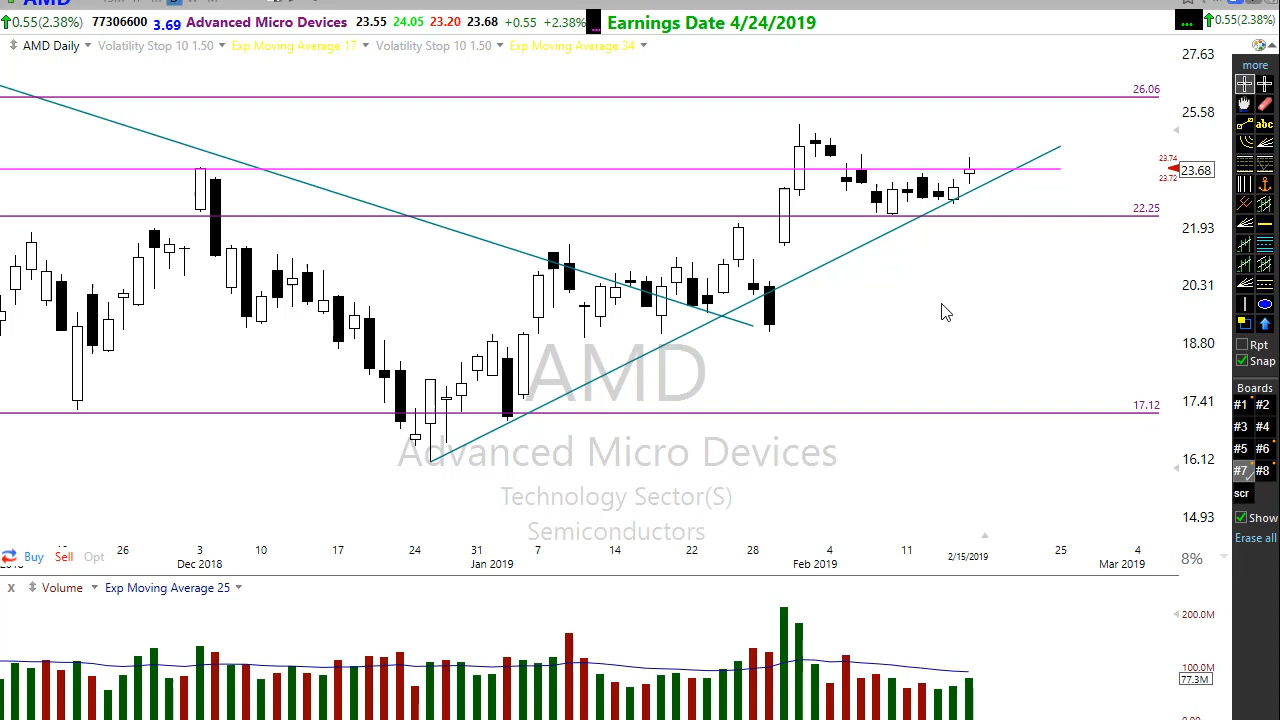 AMD
0.55(2.38%) 77306600 3.69 Advanced Micro Devices 23.55 24.05 23.20 23.68 +0.55 +2.38% ... Earnings Date 4/24/2019 ... 0.55(2.38%)
AMD Daily Volatility Stop 10 1.50 Exp Moving Average 17 Volatility Stop 10 1.50 Exp Moving Average 34
27.63
more
26.06
25.58
abc
23.74
23.68
23.72
22.25
21.93
20.31
18.80
Rpt
Snap
AMD
Boards
17.41
#1 #2
17.12
#3 #4
Advanced Micro Devices
16.12
#5 #6
#7 #8
Technology Sector(S)
scr
14.93
Show
Semiconductors
Erase all
Buy Sell Opt
26 3 10 17 24 31 7 14 22 28 4 11 2/15/2019 25 4
8%
Dec 2018 Jan 2019 Feb 2019 Mar 2019
x Volume Exp Moving Average 25
200.0M
100.0M
77.3M